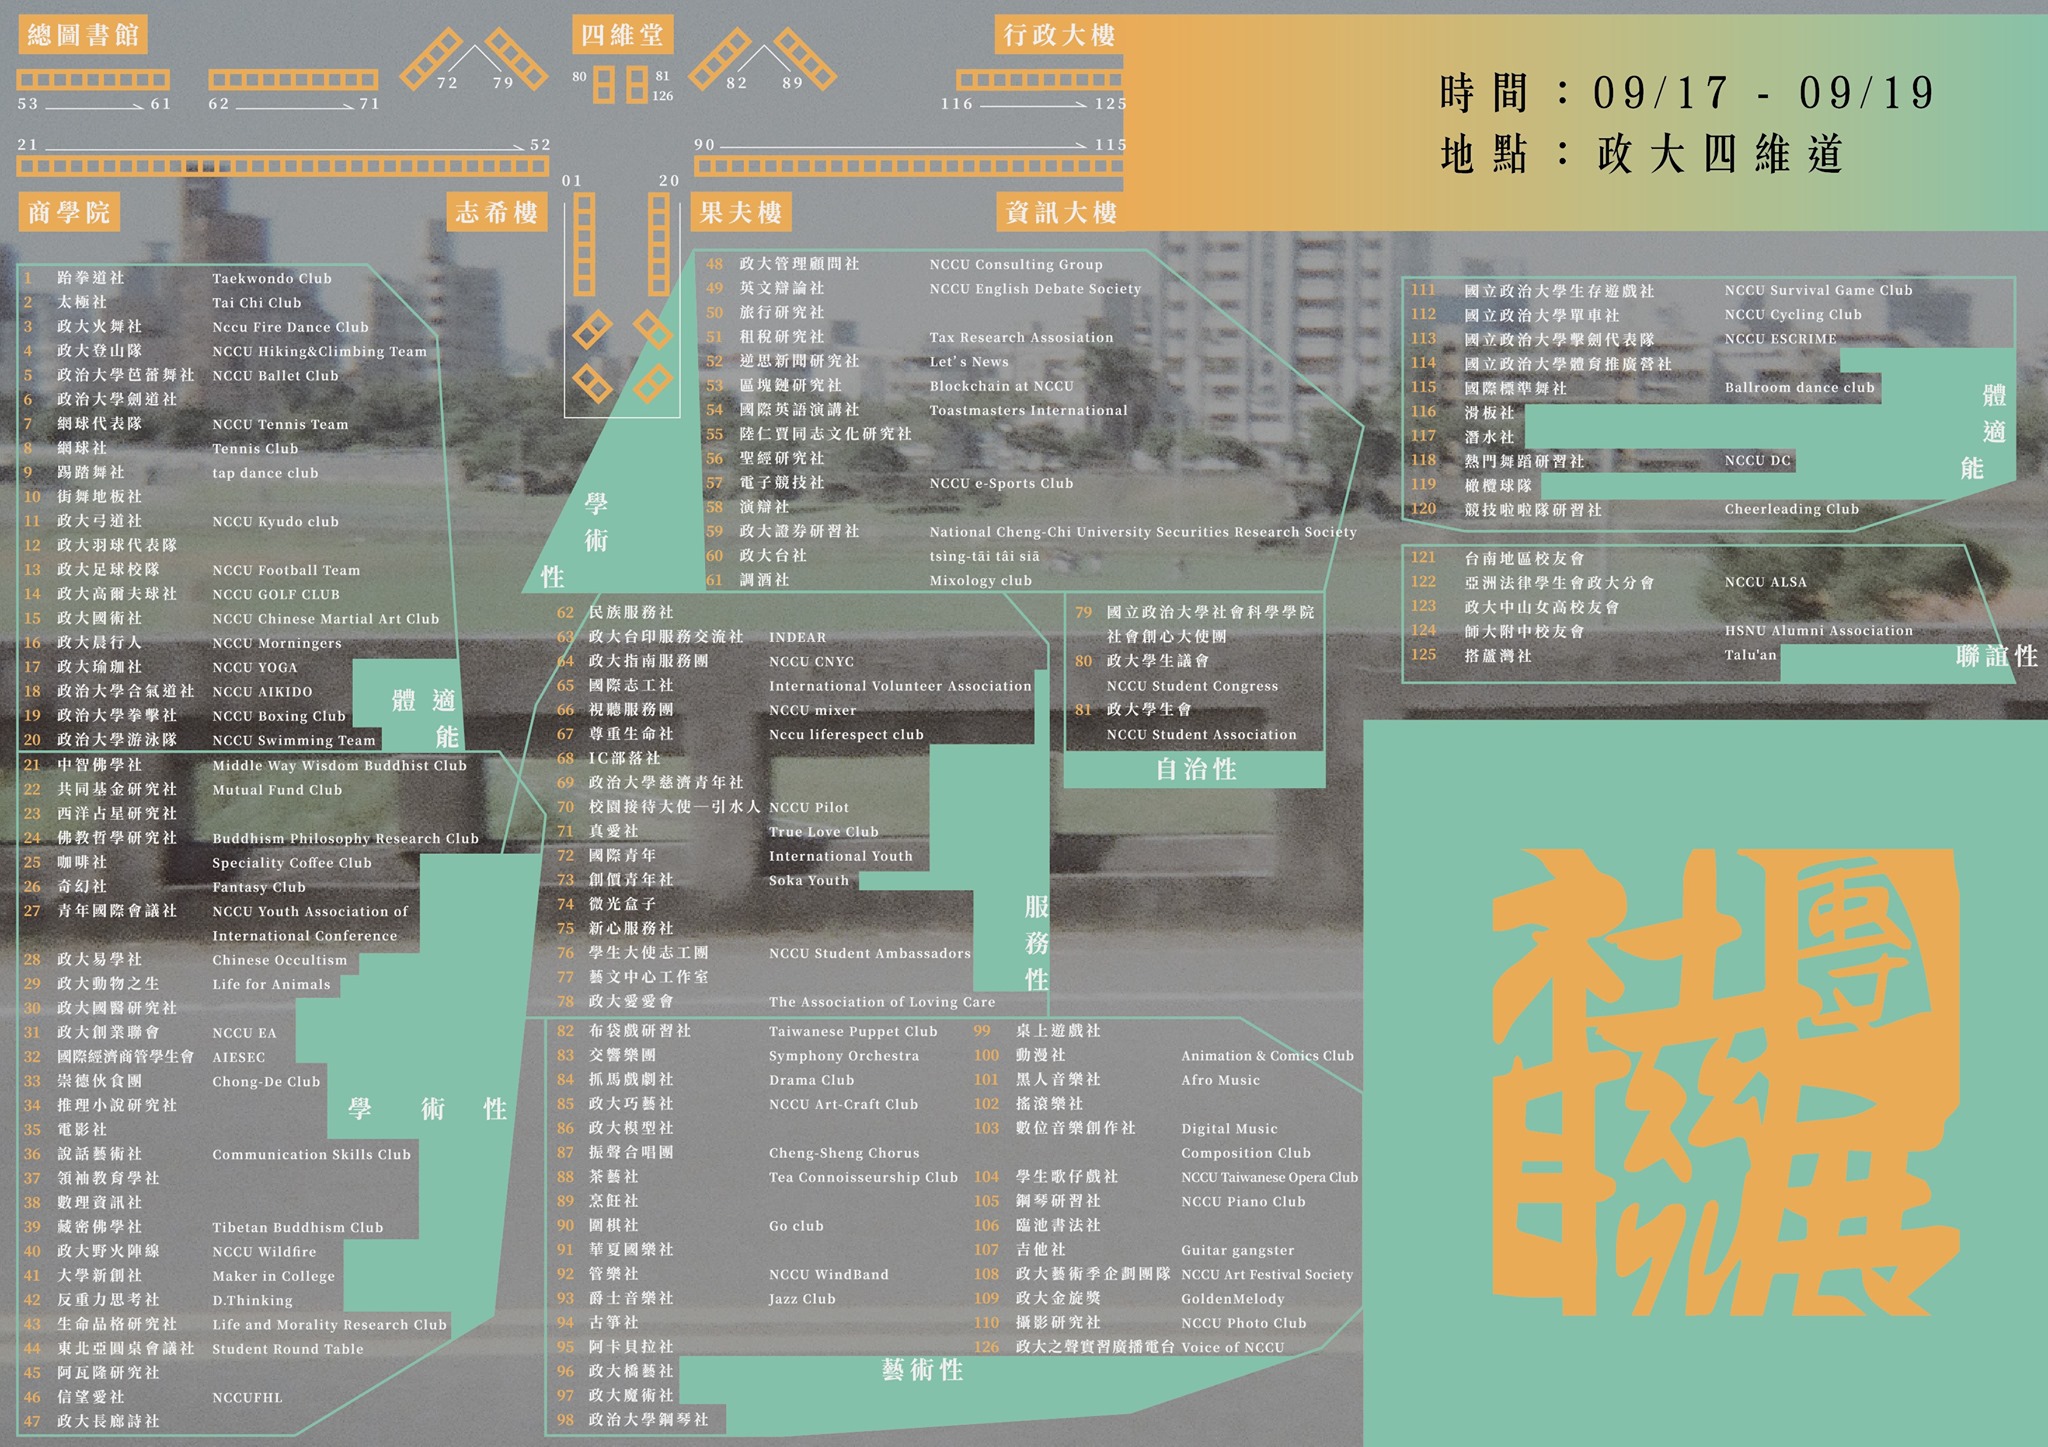 總圖書館
53 61
62 71
72 79
四維堂
80 81
126
82 89
行政大樓
116 125
21 52
90 115
商學院
志希樓
01 20
果夫樓
資訊大樓
時間：09/17 - 09/19
地點：政大四維道
1 跆拳道社 Taekwondo Club
2 太極社 Tai Chi Club
3 政大火舞社 Nccu Fire Dance Club
4 政大登山隊 NCCU Hiking&Climbing Team
5 政治大學芭蕾舞社 NCCU Ballet Club
6 政治大學劍道社
7 網球代表隊 NCCU Tennis Team
8 網球社 Tennis Club
9 踢踏舞社 tap dance club
10 街舞地板社
11 政大弓道社 NCCU Kyudo club
12 政大羽球代表隊
13 政大足球校隊 NCCU Football Team
14 政大高爾夫球社 NCCU GOLF CLUB
15 政大國術社 NCCU Chinese Martial Art Club
16 政大晨行人 NCCU Morningers
17 政大瑜珈社 NCCU YOGA
18 政治大學合氣道社 NCCU AIKIDO
19 政治大學拳擊社 NCCU Boxing Club
20 政治大學游泳隊 NCCU Swimming Team
體適能
21 中智佛學社 Middle Way Wisdom Buddhist Club
22 共同基金研究社 Mutual Fund Club
23 西洋占星研究社
24 佛教哲學研究社 Buddhism Philosophy Research Club
25 咖啡社 Speciality Coffee Club
26 奇幻社 Fantasy Club
27 青年國際會議社 NCCU Youth Association of
International Conference
28 政大易學社 Chinese Occultism
29 政大動物之生 Life for Animals
30 政大國醫研究社
31 政大創業聯會 NCCU EA
32 國際經濟商管學生會 AIESEC
33 崇德伙食團 Chong-De Club
34 推理小說研究社
35 電影社
36 說話藝術社 Communication Skills Club
37 領袖教育學社
38 數理資訊社
39 藏密佛學社 Tibetan Buddhism Club
40 政大野火陣線 NCCU Wildfire
41 大學新創社 Maker in College
42 反重力思考社 D.Thinking
43 生命品格研究社 Life and Morality Research Club
44 東北亞圓桌會議社 Student Round Table
45 阿瓦隆研究社
46 信望愛社 NCCUFHL
47 政大長廊詩社
學術性
48 政大管理顧問社 NCCU Consulting Group
49 英文辯論社 NCCU English Debate Society
50 旅行研究社
51 租稅研究社 Tax Research Assosiation
52 逆思新聞研究社 Let's News
53 區塊鏈研究社 Blockchain at NCCU
54 國際英語演講社 Toastmasters International
55 陸仁賈同志文化研究社
56 聖經研究社
57 電子競技社 NCCU e-Sports Club
58 演辯社
59 政大證券研習社 National Cheng-Chi University Securities Research Society
60 政大台社 tsìng-tāi tâi siā
61 調酒社 Mixology club
學術性
62 民族服務社
63 政大台印服務交流社 INDEAR
64 政大指南服務團 NCCU CNYC
65 國際志工社 International Volunteer Association
66 視聽服務團 NCCU mixer
67 尊重生命社 Nccu liferespect club
68 IC部落社
69 政治大學慈濟青年社
70 校園接待大使—引水人 NCCU Pilot
71 真愛社 True Love Club
72 國際青年 International Youth
73 創價青年社 Soka Youth
74 微光盒子
75 新心服務社
76 學生大使志工團 NCCU Student Ambassadors
77 藝文中心工作室
78 政大愛愛會 The Association of Loving Care
服務性
79 國立政治大學社會科學學院
社會創心大使團
80 政大學生議會
NCCU Student Congress
81 政大學生會
NCCU Student Association
自治性
82 布袋戲研習社 Taiwanese Puppet Club
83 交響樂團 Symphony Orchestra
84 抓馬戲劇社 Drama Club
85 政大巧藝社 NCCU Art-Craft Club
86 政大模型社
87 振聲合唱團 Cheng-Sheng Chorus
88 茶藝社 Tea Connoisseurship Club
89 烹飪社
90 圍棋社 Go club
91 華夏國樂社
92 管樂社 NCCU WindBand
93 爵士音樂社 Jazz Club
94 古箏社
95 阿卡貝拉社
96 政大橋藝社
97 政大魔術社
98 政治大學鋼琴社
99 桌上遊戲社
100 動漫社 Animation & Comics Club
101 黑人音樂社 Afro Music
102 搖滾樂社
103 數位音樂創作社 Digital Music
Composition Club
104 學生歌仔戲社 NCCU Taiwanese Opera Club
105 鋼琴研習社 NCCU Piano Club
106 臨池書法社
107 吉他社 Guitar gangster
108 政大藝術季企劃團隊 NCCU Art Festival Society
109 政大金旋獎 GoldenMelody
110 攝影研究社 NCCU Photo Club
126 政大之聲實習廣播電台 Voice of NCCU
藝術性
111 國立政治大學生存遊戲社 NCCU Survival Game Club
112 國立政治大學單車社 NCCU Cycling Club
113 國立政治大學擊劍代表隊 NCCU ESCRIME
114 國立政治大學體育推廣營社
115 國際標準舞社 Ballroom dance club
116 滑板社
117 潛水社
118 熱門舞蹈研習社 NCCU DC
119 橄欖球隊
120 競技啦啦隊研習社 Cheerleading Club
體適能
121 台南地區校友會
122 亞洲法律學生會政大分會 NCCU ALSA
123 政大中山女高校友會
124 師大附中校友會 HSNU Alumni Association
125 搭蘆灣社 Talu'an
聯誼性
社團
聯展